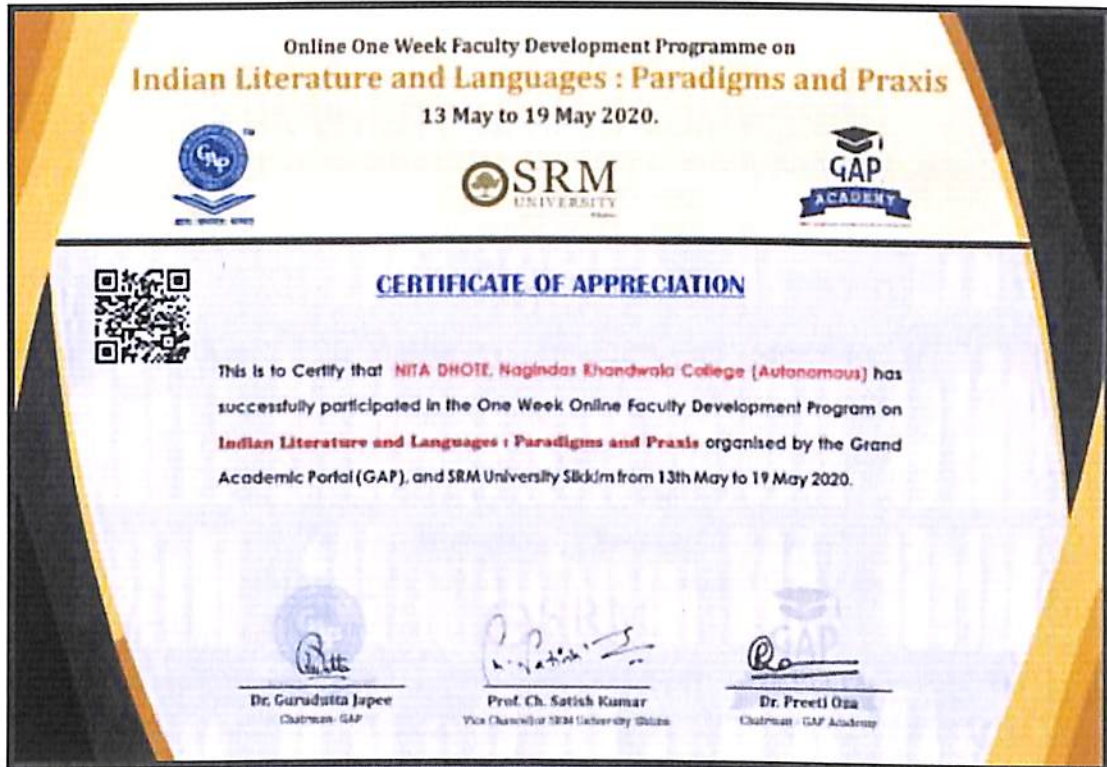 Online One Week Faculty Development Programme on
Indian Literature and Languages : Paradigms and Praxis
13 May to 19 May 2020.
GAP
SRM
UNIVERSITY
GAP
ACADEMY
CERTIFICATE OF APPRECIATION
This is to Certify that NITA DHOTE, Nagindas Khandwala College (Autonomous) has
successfully participated in the One Week Online Faculty Development Program on
Indian Literature and Languages : Paradigms and Praxis organised by the Grand
Academic Portal (GAP), and SRM University Sikkim from 13th May to 19 May 2020.
Dr. Gurudutta Japee
Prof. Ch. Satish Kumar
Dr. Preeti Oza
Chairman - GAP
Vice Chancellor SRM University Sikkim
Chairman - GAP Academy